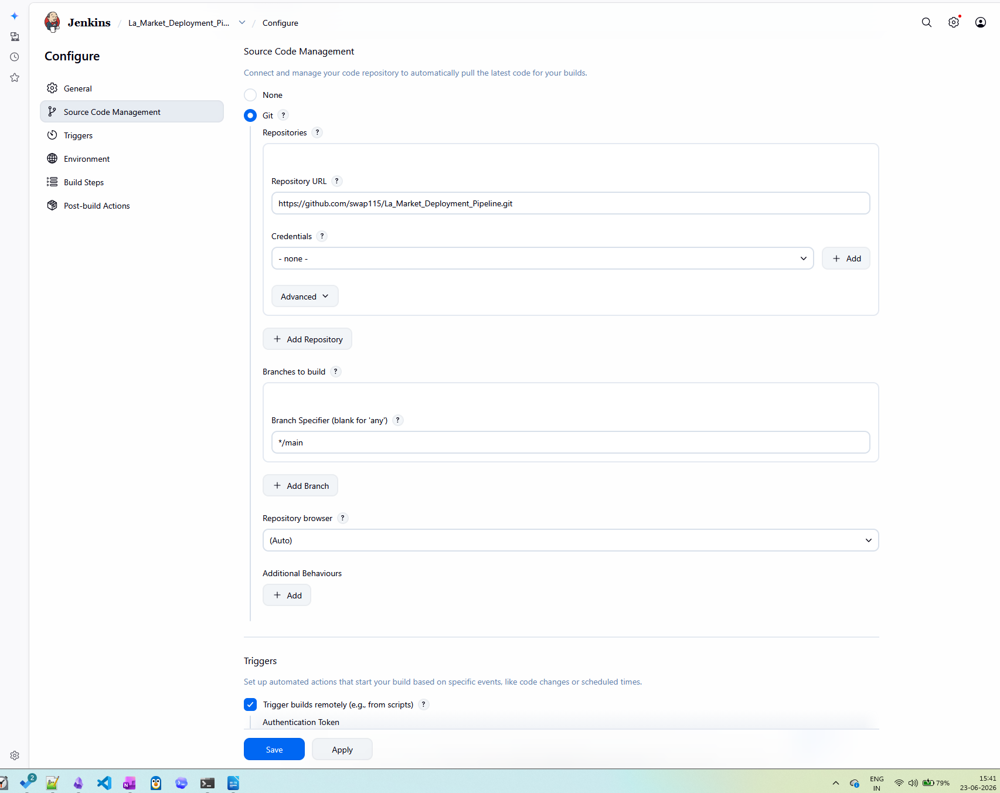 Jenkins / La_Market_Deployment_Pi... / Configure
Configure
General
Source Code Management
Triggers
Environment
Build Steps
Post-build Actions
Source Code Management
Connect and manage your code repository to automatically pull the latest code for your builds.
None
Git ?
Repositories ?
Repository URL ?
https://github.com/swap115/La_Market_Deployment_Pipeline.git
Credentials ?
- none -
+ Add
Advanced
+ Add Repository
Branches to build ?
Branch Specifier (blank for 'any') ?
*/main
+ Add Branch
Repository browser ?
(Auto)
Additional Behaviours
+ Add
Triggers
Set up automated actions that start your build based on specific events, like code changes or scheduled times.
Trigger builds remotely (e.g., from scripts) ?
Authentication Token
Save
Apply
2
ENG
IN
79%
15:41
23-06-2026